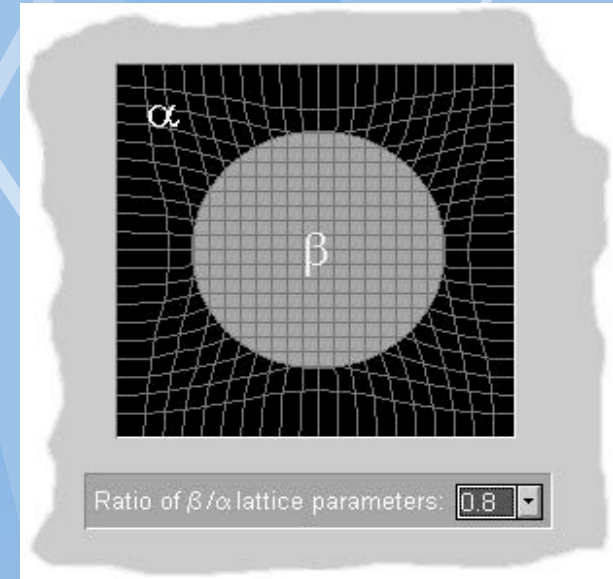 α
β
Ratio of β/α lattice parameters: 0.8